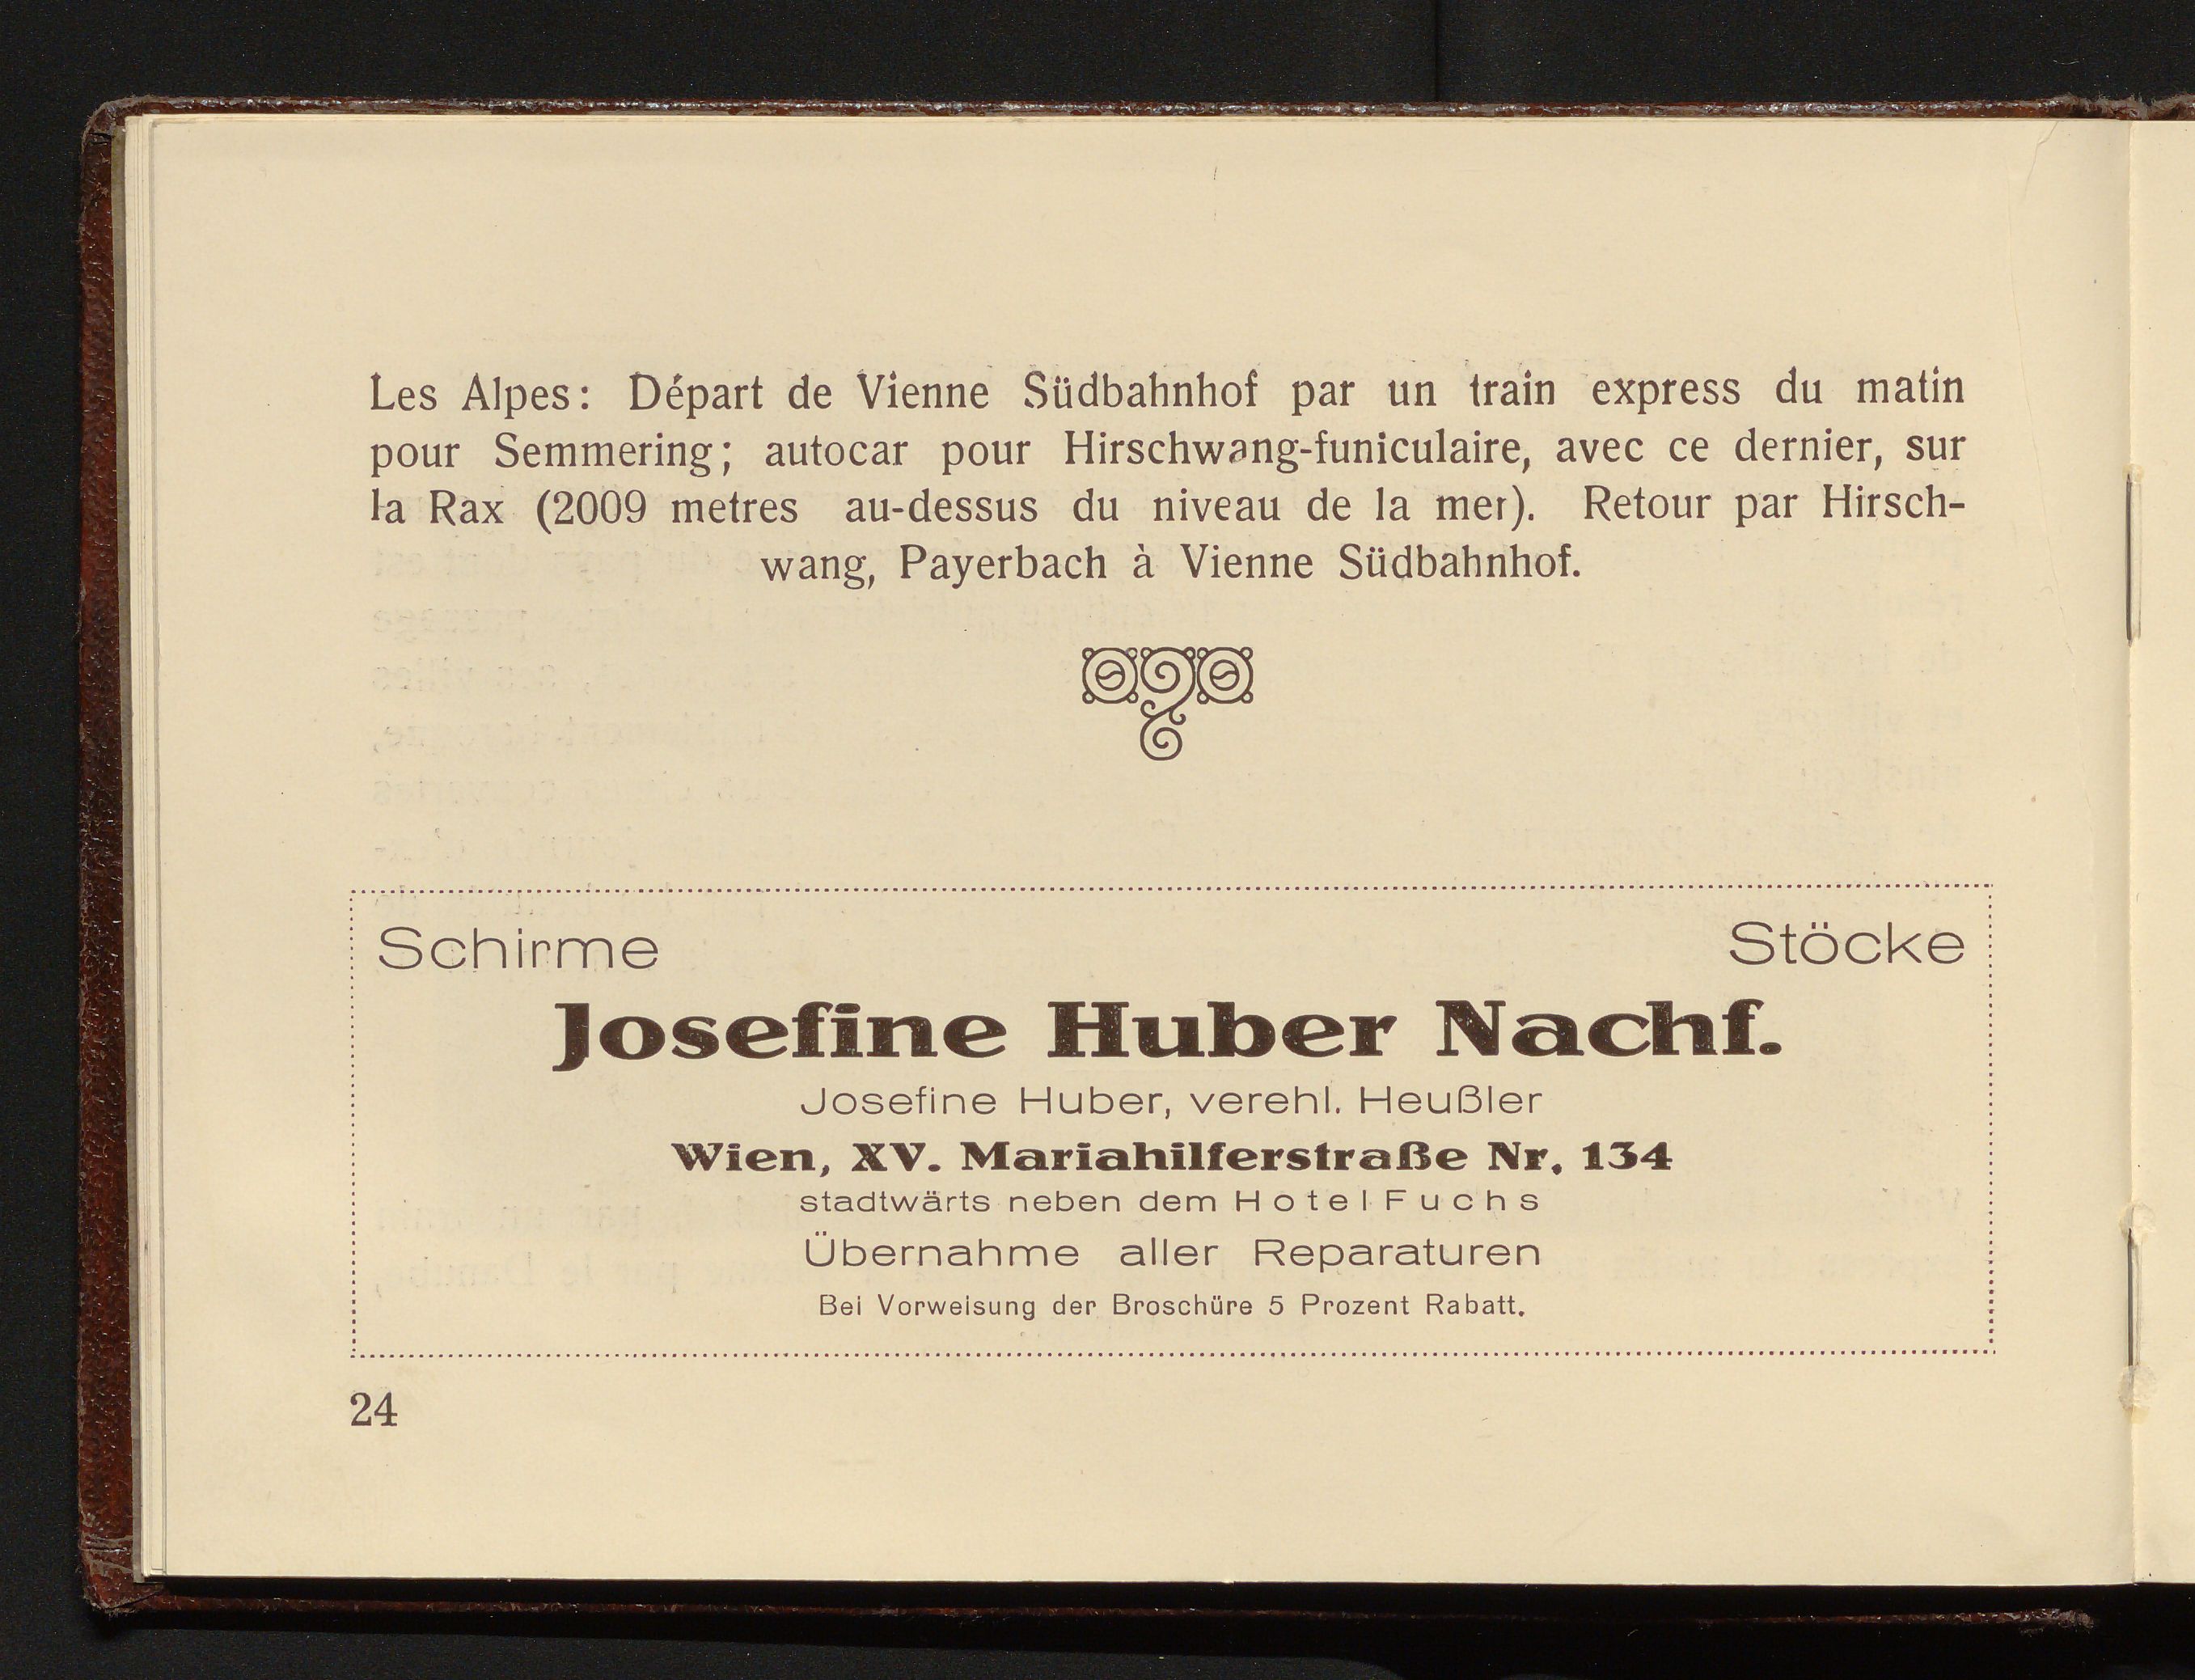 Les Alpes: Départ de Vienne Südbahnhof par un train express du matin
pour Semmering; autocar pour Hirschwang-funiculaire, avec ce dernier, sur
la Rax (2009 metres au-dessus du niveau de la mer). Retour par Hirsch-
wang, Payerbach à Vienne Südbahnhof.
Schirme Stöcke
Josefine Huber Nachf.
Josefine Huber, verehl. Heußler
Wien, XV. Mariahilferstraße Nr. 134
stadtwärts neben dem Hotel Fuchs
Übernahme aller Reparaturen
Bei Vorweisung der Broschüre 5 Prozent Rabatt.
24